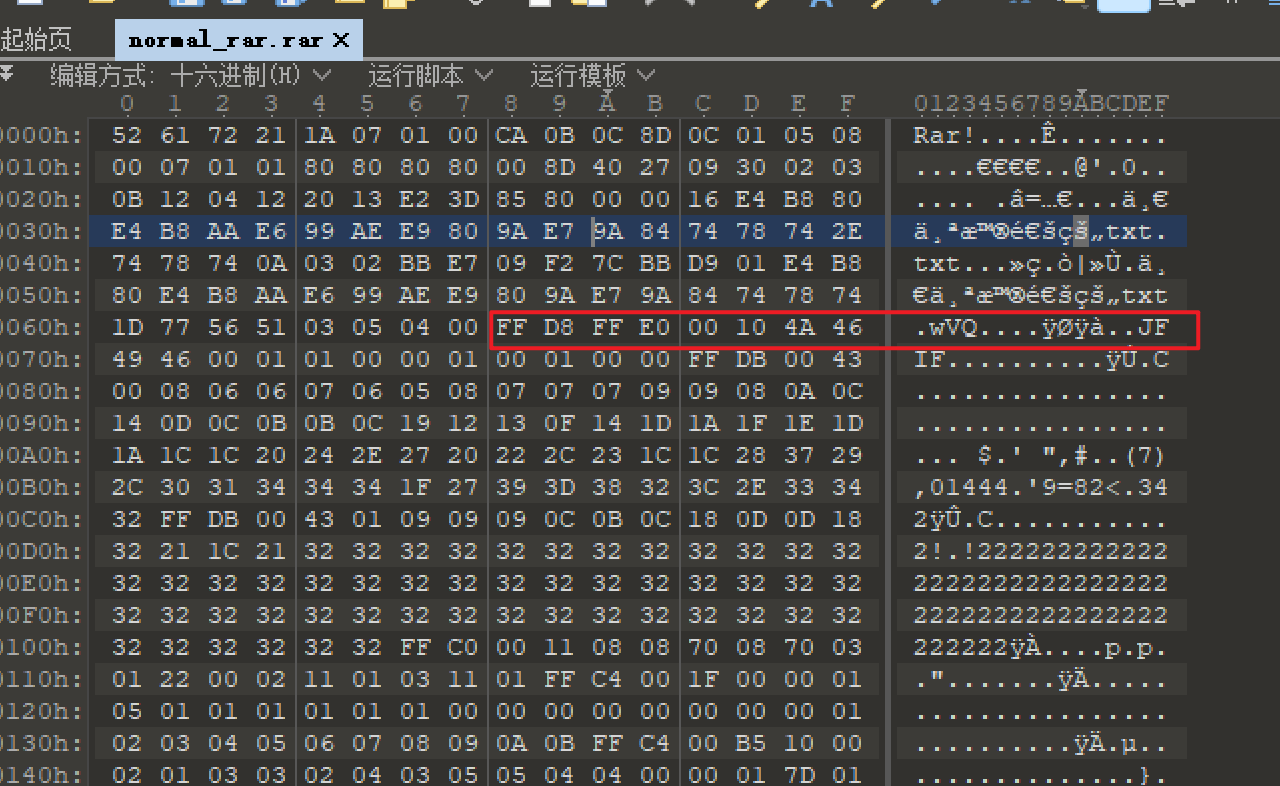 起始页 normal_rar.rar X
编辑方式: 十六进制(H) 运行脚本 运行模板
0 1 2 3 4 5 6 7 8 9 A B C D E F 0123456789ABCDEF
0000h: 52 61 72 21 1A 07 01 00 CA 0B 0C 8D 0C 01 05 08 Rar!....Ê.......
0010h: 00 07 01 01 80 80 80 80 00 8D 40 27 09 30 02 03 ....€€€€..@'.0..
0020h: 0B 12 04 12 20 13 E2 3D 85 80 00 00 16 E4 B8 80 .... .â=…€...ä¸€
0030h: E4 B8 AA E6 99 AE E9 80 9A E7 9A 84 74 78 74 2E ä¸ªæ™®é€šçš„txt.
0040h: 74 78 74 0A 03 02 BB E7 09 F2 7C BB D9 01 E4 B8 txt...»ç.ò|»Ù.ä¸
0050h: 80 E4 B8 AA E6 99 AE E9 80 9A E7 9A 84 74 78 74 €ä¸ªæ™®é€šçš„txt
0060h: 1D 77 56 51 03 05 04 00 FF D8 FF E0 00 10 4A 46 .wVQ....ÿØÿà..JF
0070h: 49 46 00 01 01 00 00 01 00 01 00 00 FF DB 00 43 IF..........ÿÛ.C
0080h: 00 08 06 06 07 06 05 08 07 07 07 09 09 08 0A 0C ................
0090h: 14 0D 0C 0B 0B 0C 19 12 13 0F 14 1D 1A 1F 1E 1D ................
00A0h: 1A 1C 1C 20 24 2E 27 20 22 2C 23 1C 1C 28 37 29 ... $.' ",#..(7)
00B0h: 2C 30 31 34 34 34 1F 27 39 3D 38 32 3C 2E 33 34 ,01444.'9=82<.34
00C0h: 32 FF DB 00 43 01 09 09 09 0C 0B 0C 18 0D 0D 18 2ÿÛ.C...........
00D0h: 32 21 1C 21 32 32 32 32 32 32 32 32 32 32 32 32 2!.!222222222222
00E0h: 32 32 32 32 32 32 32 32 32 32 32 32 32 32 32 32 2222222222222222
00F0h: 32 32 32 32 32 32 32 32 32 32 32 32 32 32 32 32 2222222222222222
0100h: 32 32 32 32 32 32 FF C0 00 11 08 08 70 08 70 03 222222ÿÀ....p.p.
0110h: 01 22 00 02 11 01 03 11 01 FF C4 00 1F 00 00 01 .".......ÿÄ.....
0120h: 05 01 01 01 01 01 01 00 00 00 00 00 00 00 00 01 ................
0130h: 02 03 04 05 06 07 08 09 0A 0B FF C4 00 B5 10 00 ..........ÿÄ.µ..
0140h: 02 01 03 03 02 04 03 05 05 04 04 00 00 01 7D 01 ..............}.